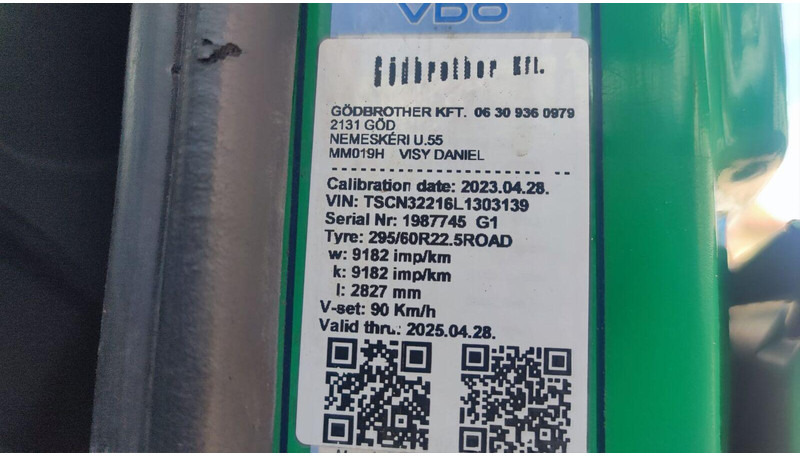 VDO
Gödbrother Kft.
GÖDBROTHER KFT. 06 30 936 0979
2131 GÖD
NEMESKÉRI U.55
MM019H VISY DANIEL
Calibration date: 2023.04.28.
VIN: TSCN32216L1303139
Serial Nr: 1987745 G1
Tyre: 295/60R22.5ROAD
w: 9182 imp/km
k: 9182 imp/km
l: 2827 mm
V-set: 90 Km/h
Valid thru.: 2025.04.28.